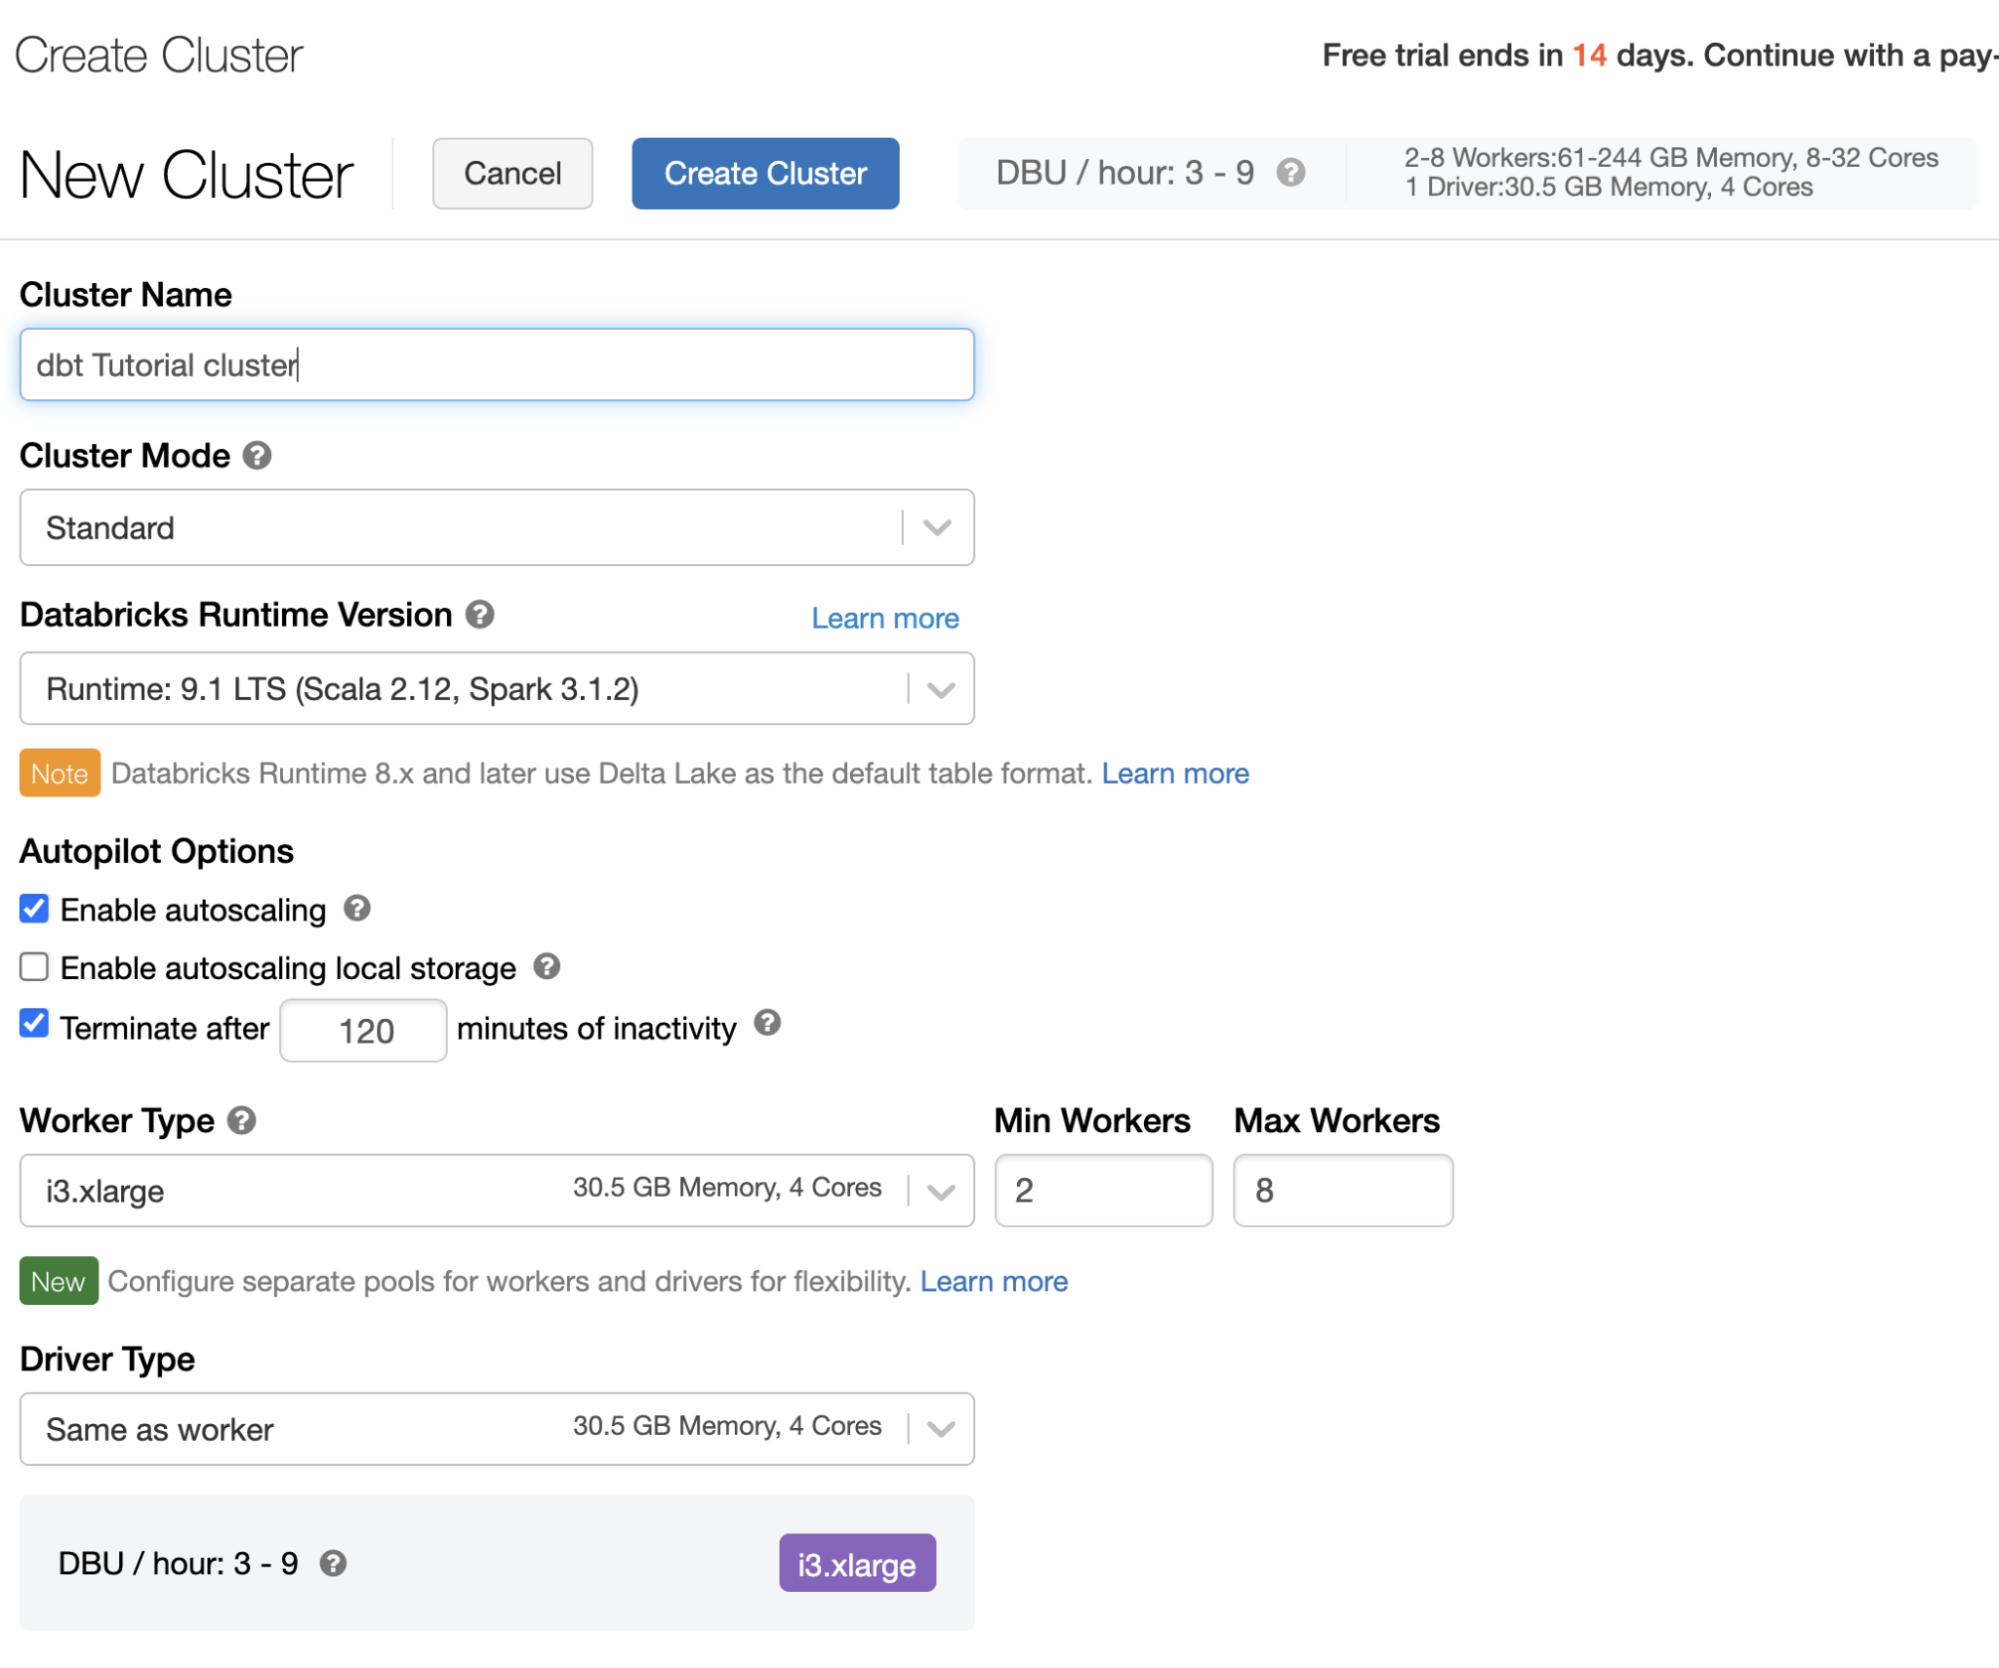 Create Cluster
Free trial ends in 14 days. Continue with a pay-
New Cluster
Cancel
Create Cluster
DBU / hour: 3 - 9 ?
2-8 Workers:61-244 GB Memory, 8-32 Cores
1 Driver:30.5 GB Memory, 4 Cores
Cluster Name
dbt Tutorial cluster
Cluster Mode ?
Standard
Databricks Runtime Version ?
Learn more
Runtime: 9.1 LTS (Scala 2.12, Spark 3.1.2)
Note Databricks Runtime 8.x and later use Delta Lake as the default table format. Learn more
Autopilot Options
Enable autoscaling ?
Enable autoscaling local storage ?
Terminate after 120 minutes of inactivity ?
Worker Type ?
Min Workers
Max Workers
i3.xlarge
30.5 GB Memory, 4 Cores
2
8
New Configure separate pools for workers and drivers for flexibility. Learn more
Driver Type
Same as worker
30.5 GB Memory, 4 Cores
DBU / hour: 3 - 9 ?
i3.xlarge